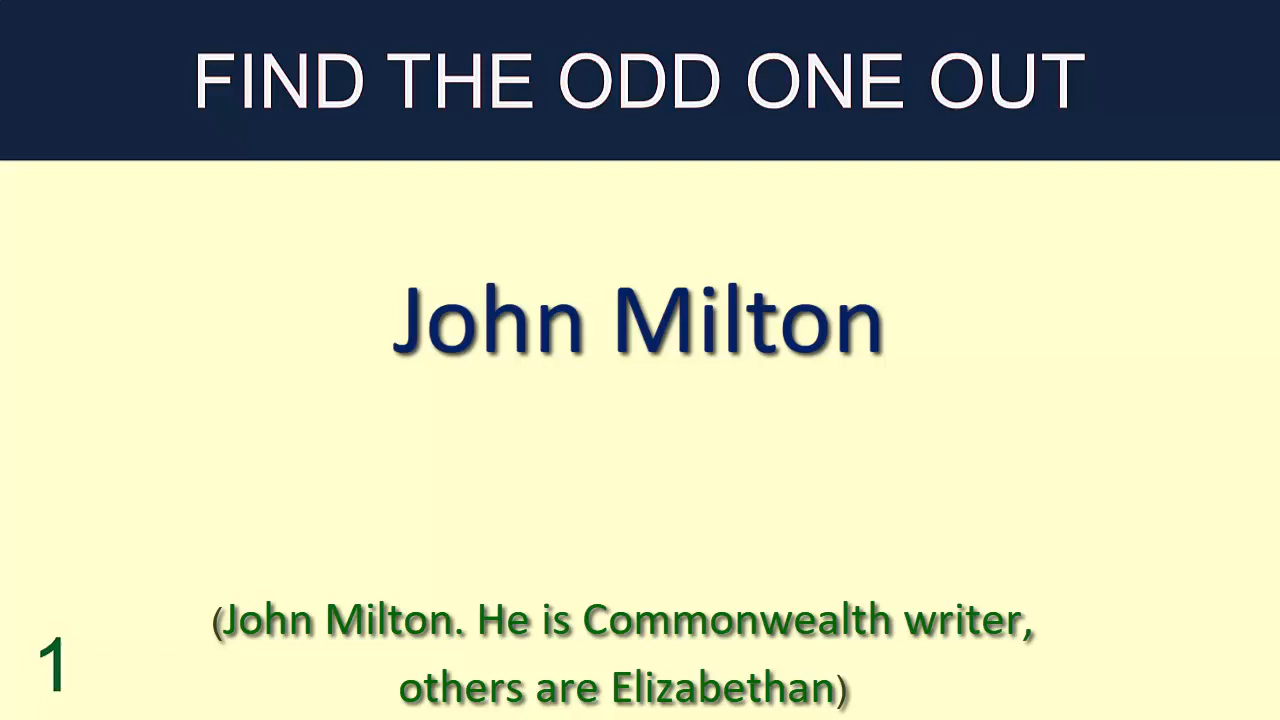 FIND THE ODD ONE OUT
John Milton
(John Milton. He is Commonwealth writer,
others are Elizabethan)
1